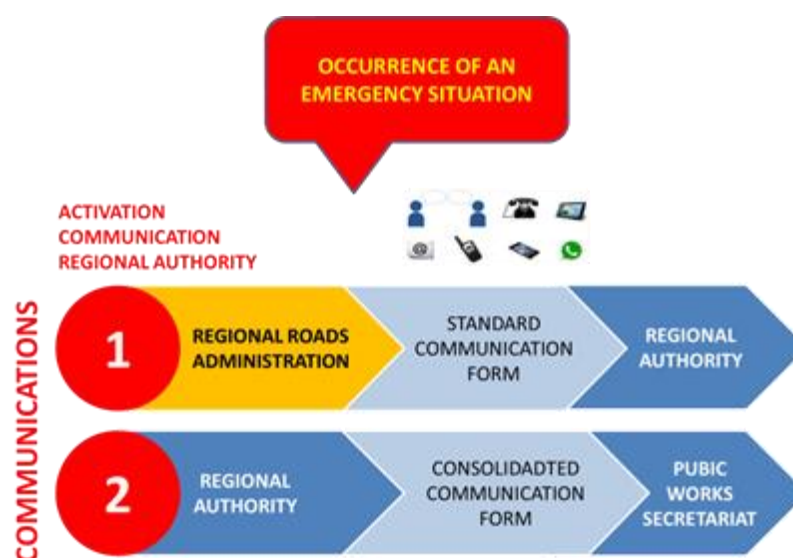 OCCURRENCE OF AN
EMERGENCY SITUATION
ACTIVATION
COMMUNICATION
REGIONAL AUTHORITY
COMMUNICATIONS
1
REGIONAL ROADS
ADMINISTRATION
STANDARD
COMMUNICATION
FORM
REGIONAL
AUTHORITY
2
REGIONAL
AUTHORITY
CONSOLIDADTED
COMMUNICATION
FORM
PUBIC
WORKS
SECRETARIAT